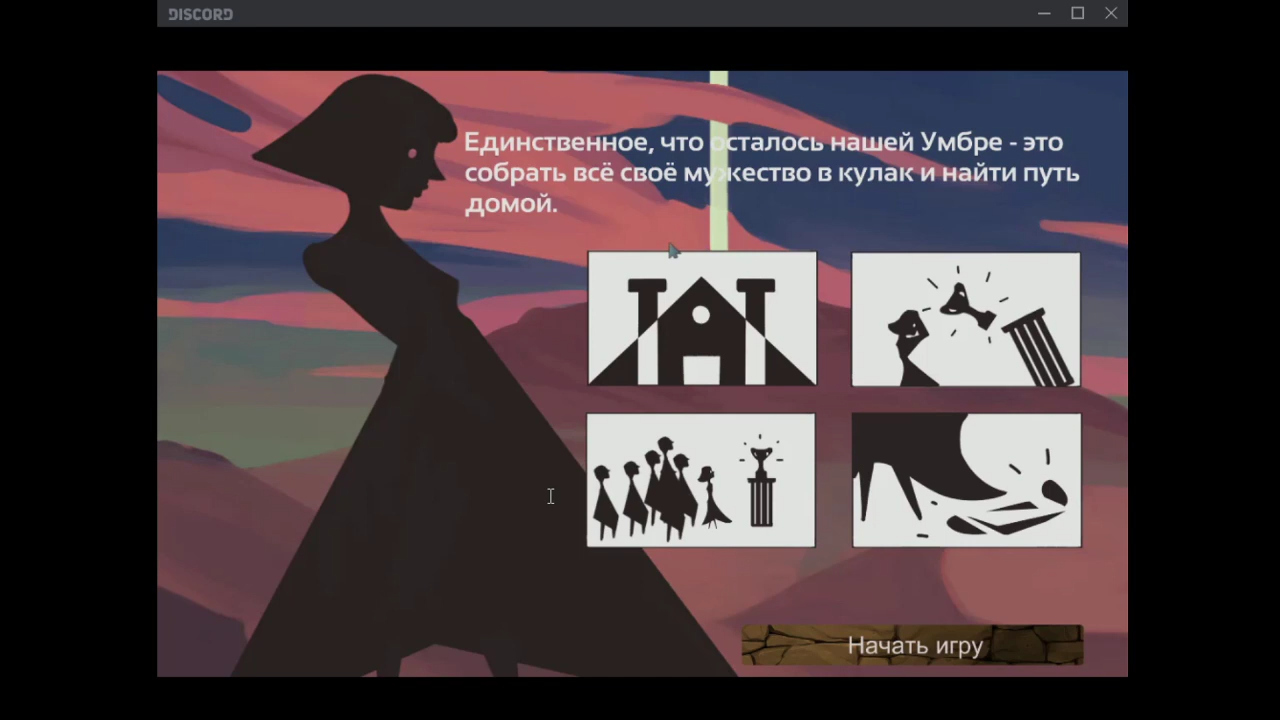 DISCORD
Единственное, что осталось нашей Умбре - это
собрать всё своё мужество в кулак и найти путь
домой.
Начать игру